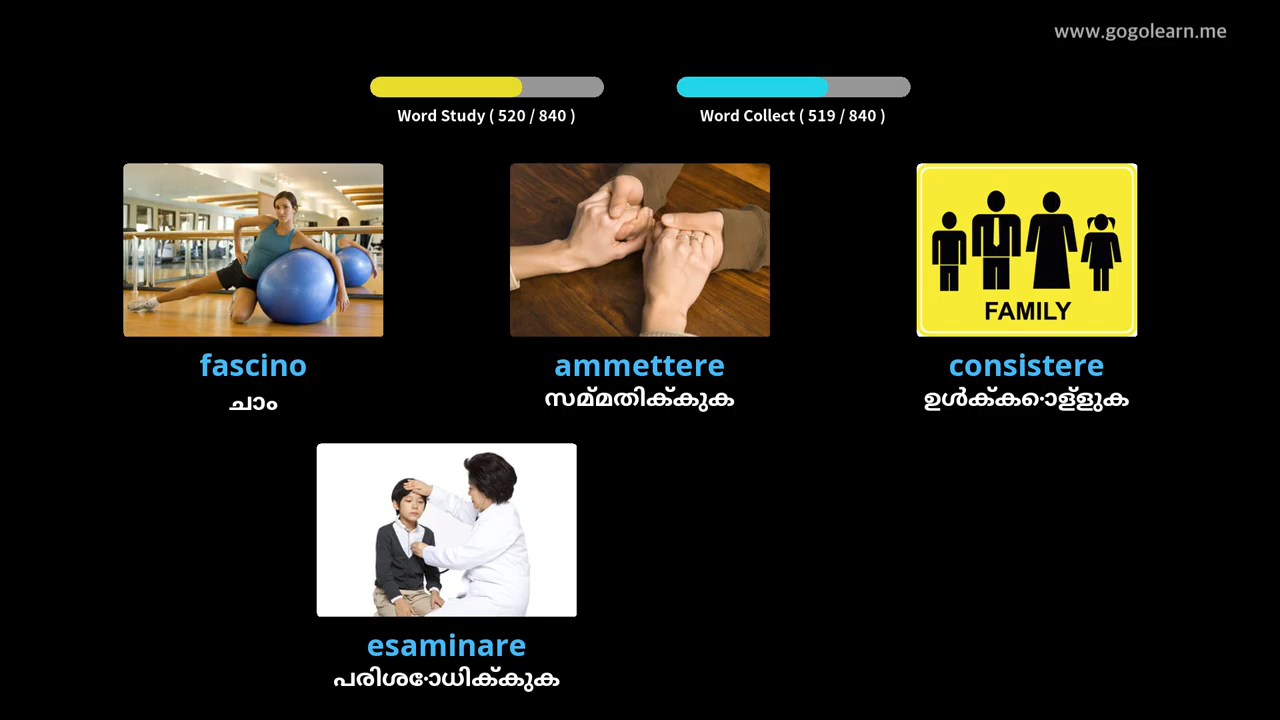 www.gogolearn.me
Word Study ( 520 / 840 )
Word Collect ( 519 / 840 )
FAMILY
fascino
ചാം
ammettere
സമ്മതിക്കുക
consistere
ഉൾക്കൊള്ളുക
esaminare
പരിശോധിക്കുക